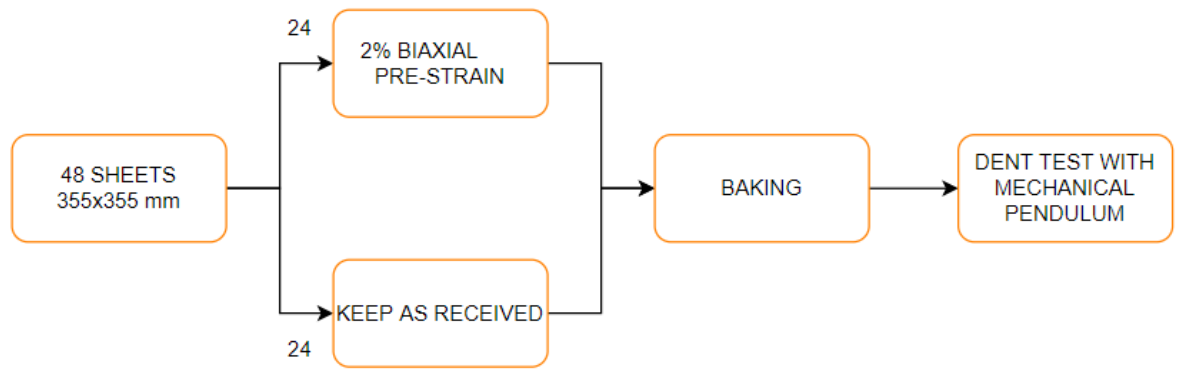 24
2% BIAXIAL
PRE-STRAIN
48 SHEETS
355x355 mm
BAKING
DENT TEST WITH
MECHANICAL
PENDULUM
KEEP AS RECEIVED
24